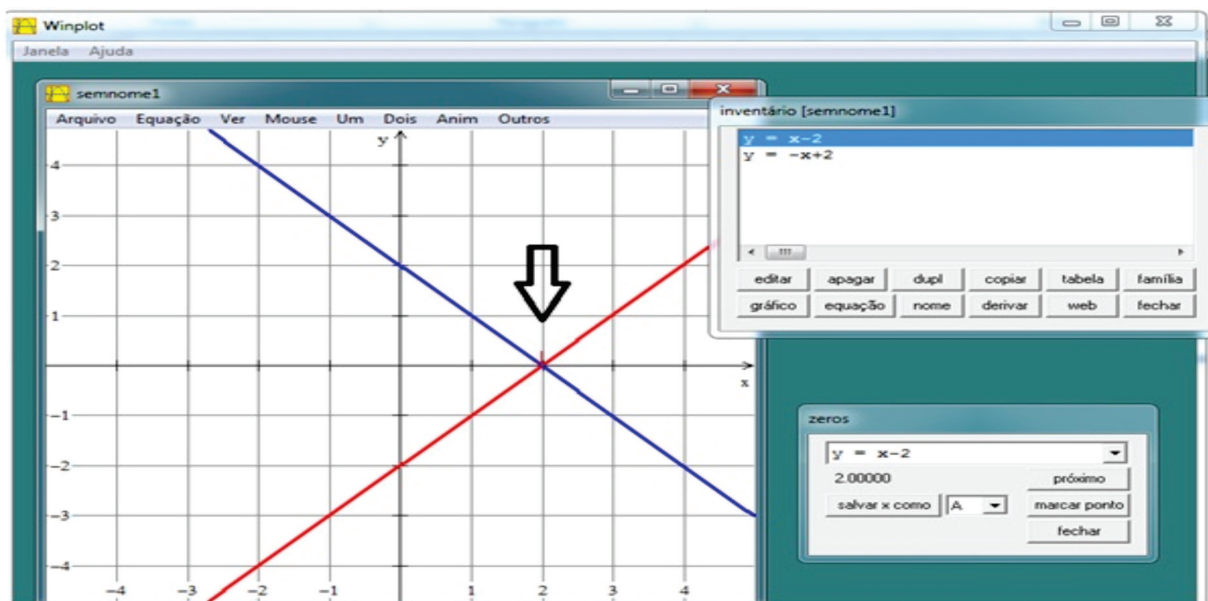 Winplot
Janela Ajuda
semnome1
Arquivo Equação Ver Mouse Um Dois Anim Outros
y
4
3
2
1
-1
-2
-3
-4
-4 -3 -2 -1 1 2 3 4
x
inventário [semnome1]
y = x-2
y = -x+2
editar apagar dupl copiar tabela família
gráfico equação nome derivar web fechar
zeros
y = x-2
2.00000 próximo
salvar x como A marcar ponto
fechar